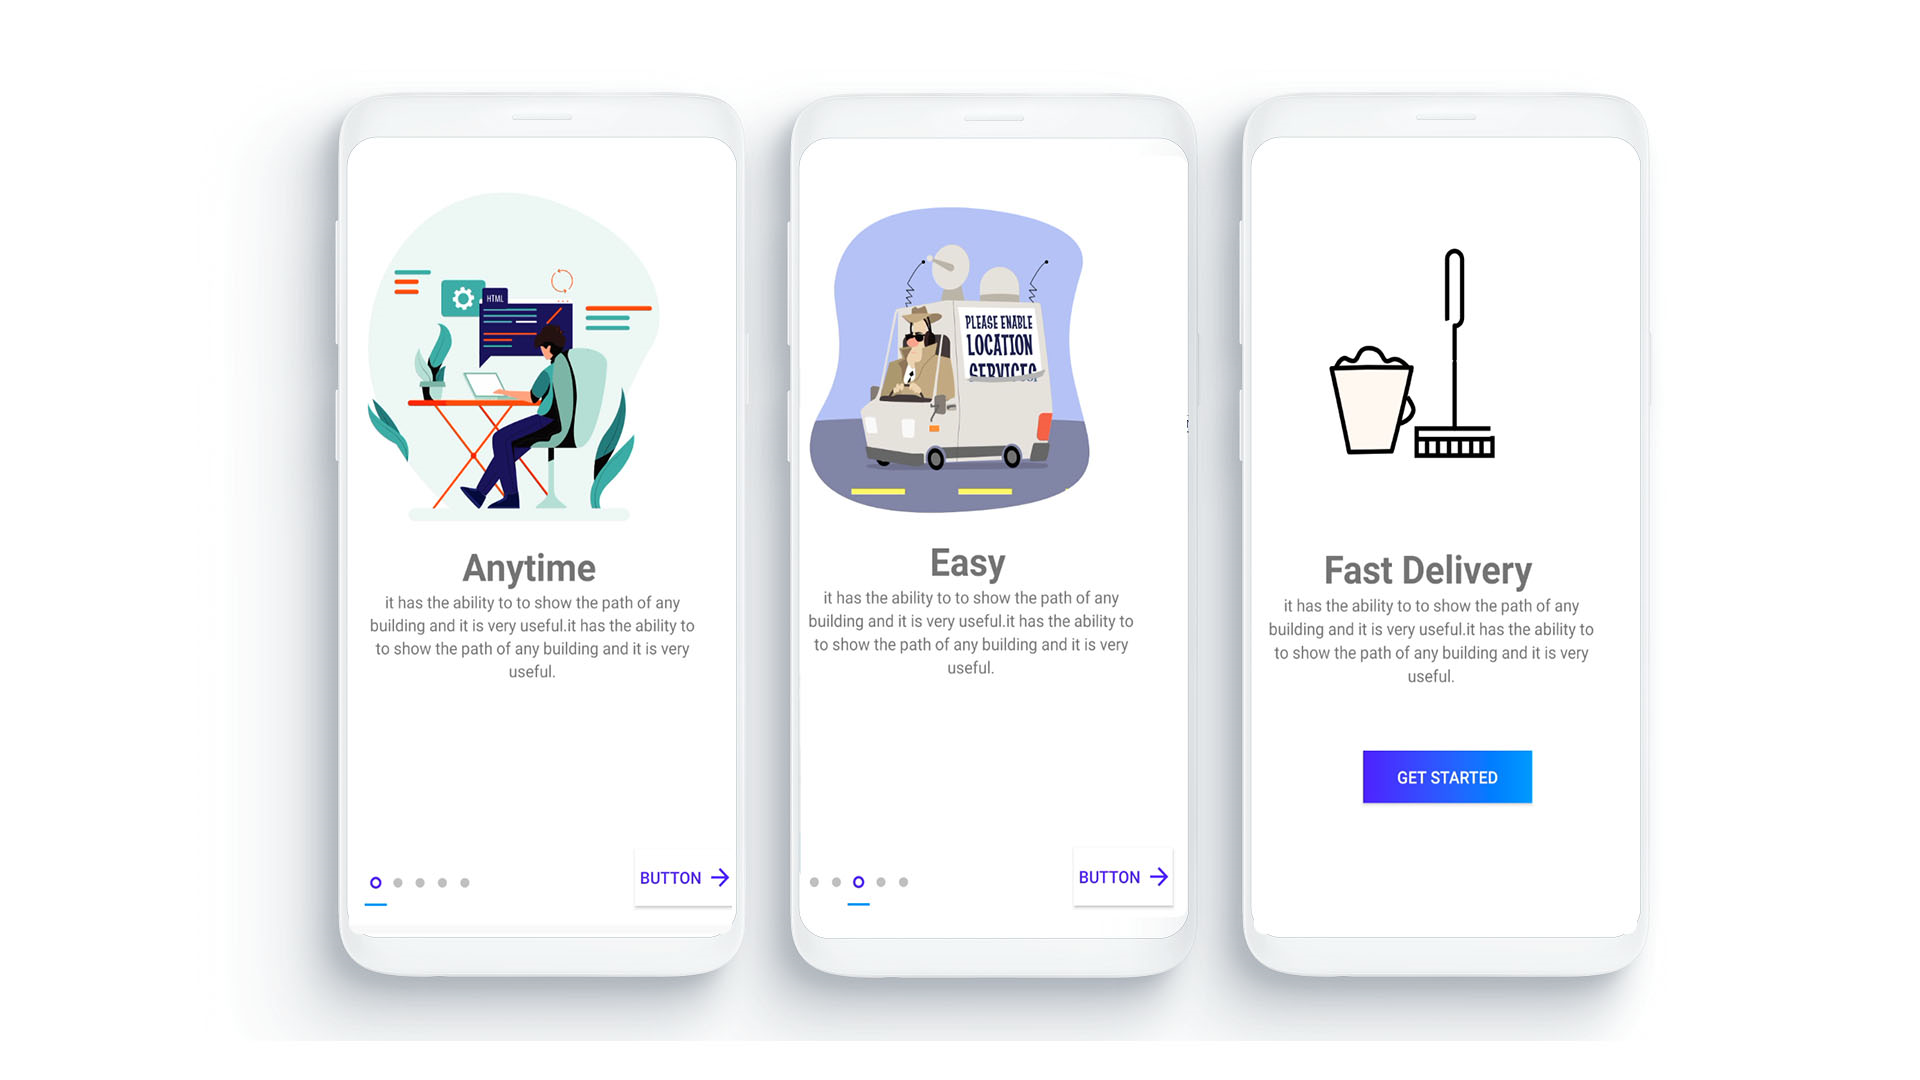 HTML
Anytime
it has the ability to to show the path of any
building and it is very useful.it has the ability to
to show the path of any building and it is very
useful.
BUTTON
PLEASE ENABLE
LOCATION
SERVICES
Easy
it has the ability to to show the path of any
building and it is very useful.it has the ability to
to show the path of any building and it is very
useful.
BUTTON
Fast Delivery
it has the ability to to show the path of any
building and it is very useful.it has the ability to
to show the path of any building and it is very
useful.
GET STARTED